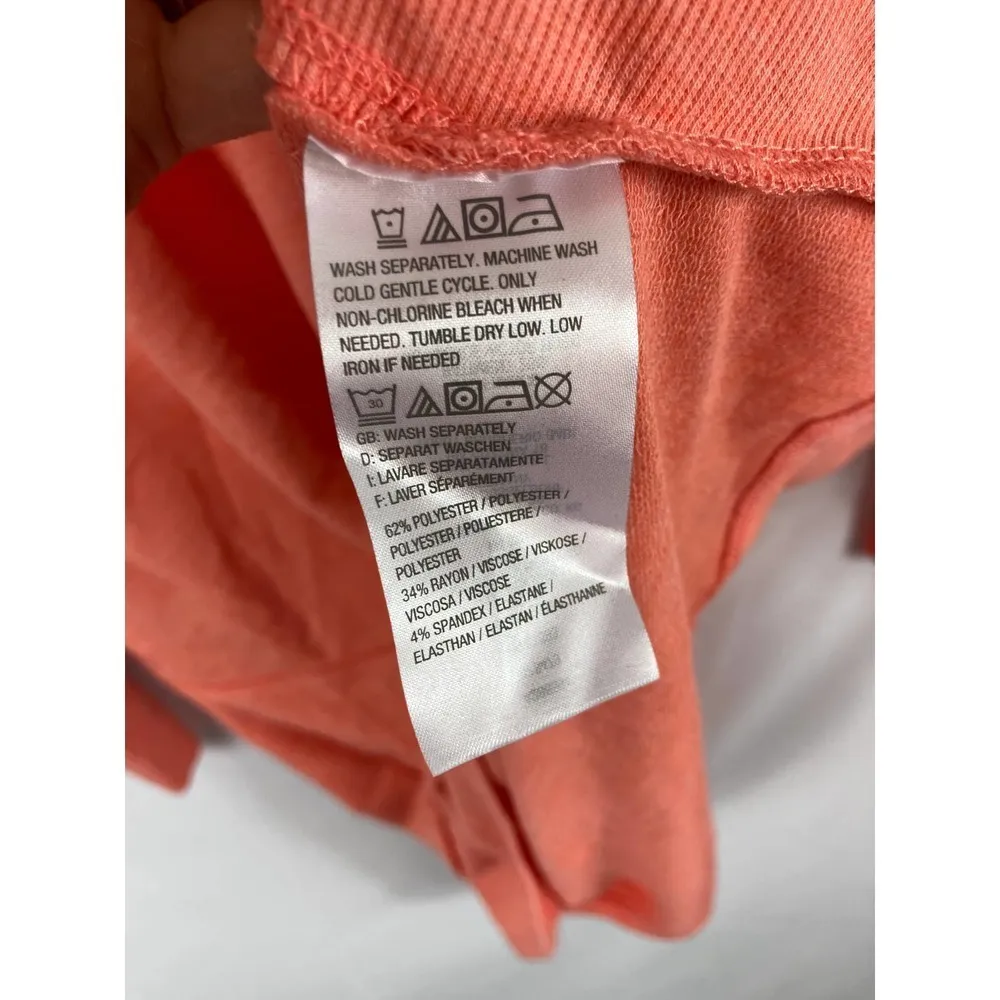 WASH SEPARATELY. MACHINE WASH
COLD GENTLE CYCLE. ONLY
NON-CHLORINE BLEACH WHEN
NEEDED. TUMBLE DRY LOW. LOW
IRON IF NEEDED
30
GB: WASH SEPARATELY
D: SEPARAT WASCHEN
I: LAVARE SEPARATAMENTE
F: LAVER SÉPARÉMENT
62% POLYESTER / POLYESTER /
POLYESTER / POLIESTERE /
POLYESTER
34% RAYON / VISCOSE / VISKOSE /
VISCOSA / VISCOSE
4% SPANDEX / ELASTANE /
ELASTHAN / ELASTAN / ÉLASTHANNE